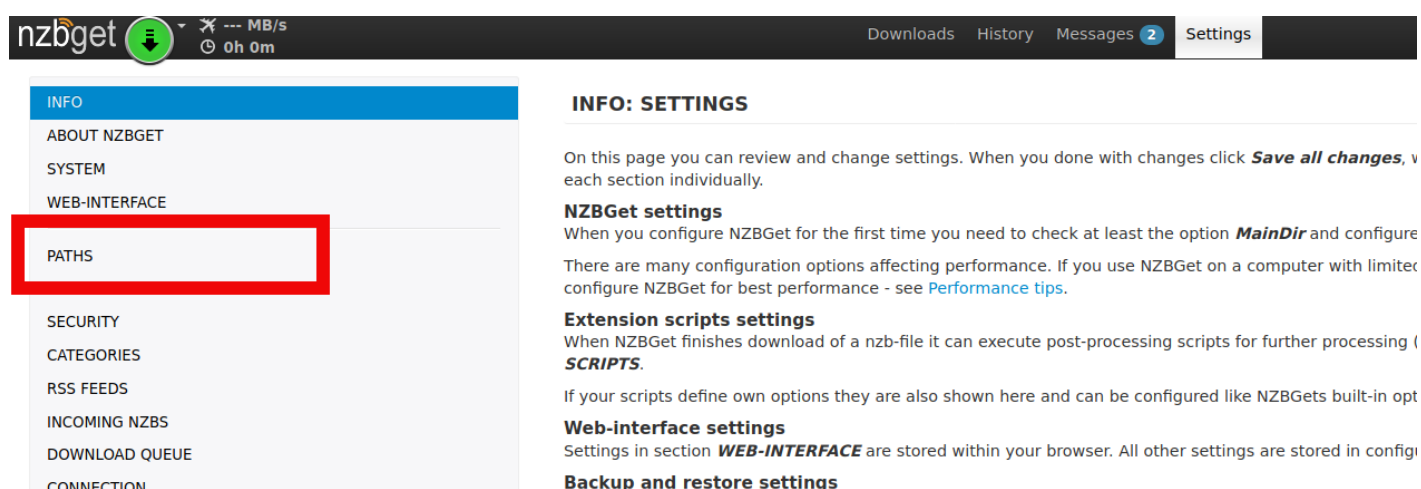 nzbget
--- MB/s
0h 0m
Downloads History Messages 2 Settings
INFO
ABOUT NZBGET
SYSTEM
WEB-INTERFACE
PATHS
SECURITY
CATEGORIES
RSS FEEDS
INCOMING NZBS
DOWNLOAD QUEUE
CONNECTION
INFO: SETTINGS
On this page you can review and change settings. When you done with changes click Save all changes,
each section individually.
NZBGet settings
When you configure NZBGet for the first time you need to check at least the option MainDir and configure
There are many configuration options affecting performance. If you use NZBGet on a computer with limited
configure NZBGet for best performance - see Performance tips.
Extension scripts settings
When NZBGet finishes download of a nzb-file it can execute post-processing scripts for further processing (
SCRIPTS.
If your scripts define own options they are also shown here and can be configured like NZBGets built-in opt
Web-interface settings
Settings in section WEB-INTERFACE are stored within your browser. All other settings are stored in config
Backup and restore settings